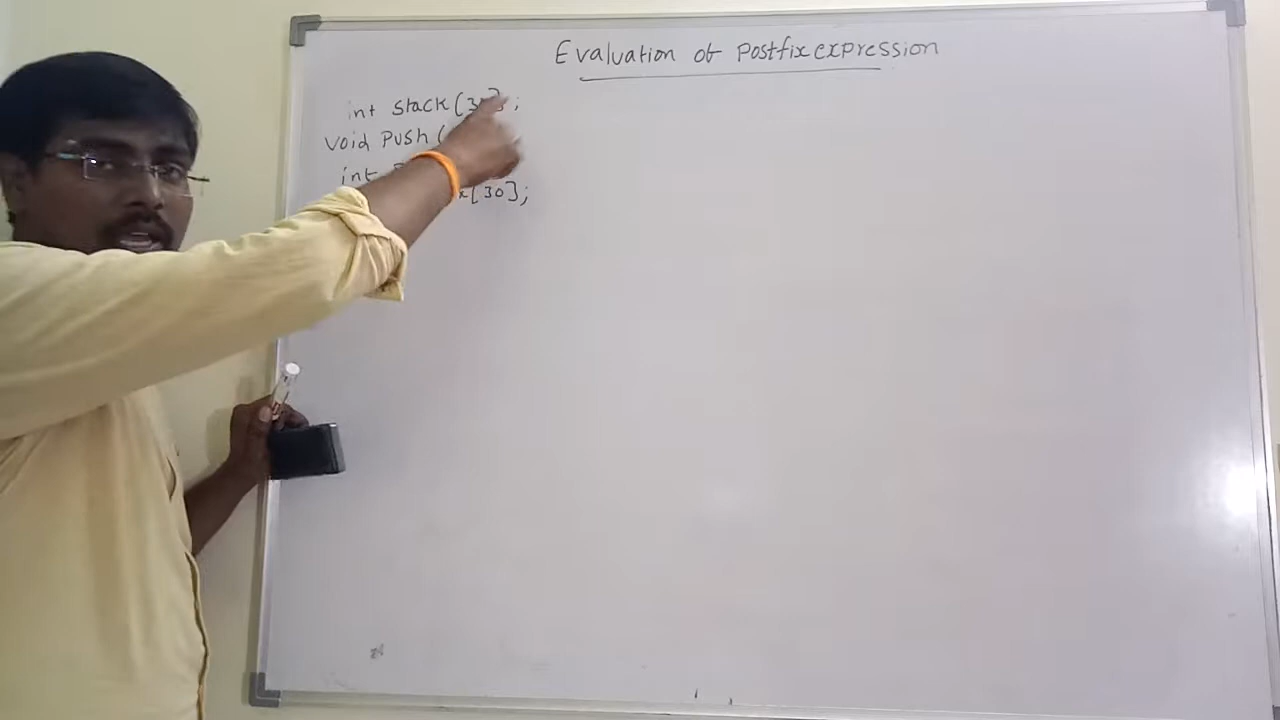 Evaluation of Postfix expression
int stack[30];
void Push(
int
x[30];